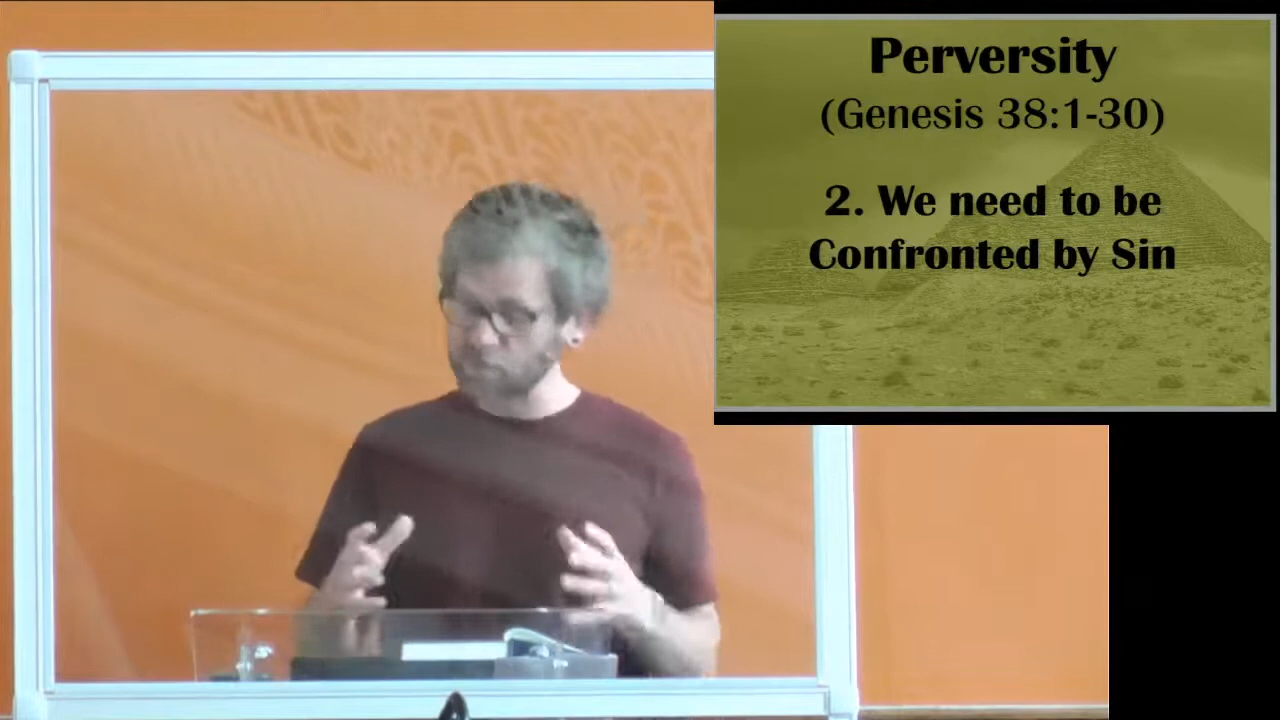 Perversity
(Genesis 38:1-30)
2. We need to be
Confronted by Sin